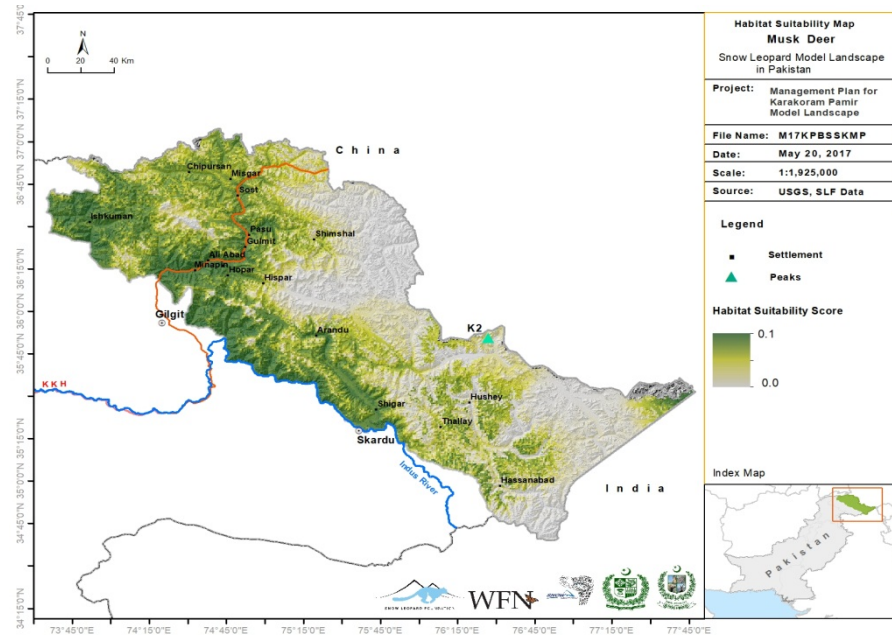 Habitat Suitability Map
Musk Deer
Snow Leopard Model Landscape
in Pakistan
Project: Management Plan for
Karakoram Pamir
Model Landscape
File Name: M17KPBSSKMP
Date: May 20, 2017
Scale: 1:1,925,000
Source: USGS, SLF Data
Legend
Settlement
Peaks
Habitat Suitability Score
0.1
0.0
Index Map
Pakistan
N
0 20 40 Km
China
Chipursan
Misgar
Sost
Ishkuman
Pasu
Gulmit
Shimshal
Ali Abad
Minapin
Hopar
Hispar
Gilgit
Arandu
K2
KKH
Shigar
Hushey
Thallay
Skardu
Indus River
Hassanabad
India
37°45'0"N
37°15'0"N
37°0'0"N
36°45'0"N
36°15'0"N
36°0'0"N
35°45'0"N
35°15'0"N
35°0'0"N
34°45'0"N
34°15'0"N
73°45'0"E
74°15'0"E
74°45'0"E
75°15'0"E
75°45'0"E
76°15'0"E
76°45'0"E
77°15'0"E
77°45'0"E
SNOW LEOPARD FOUNDATION
WFN